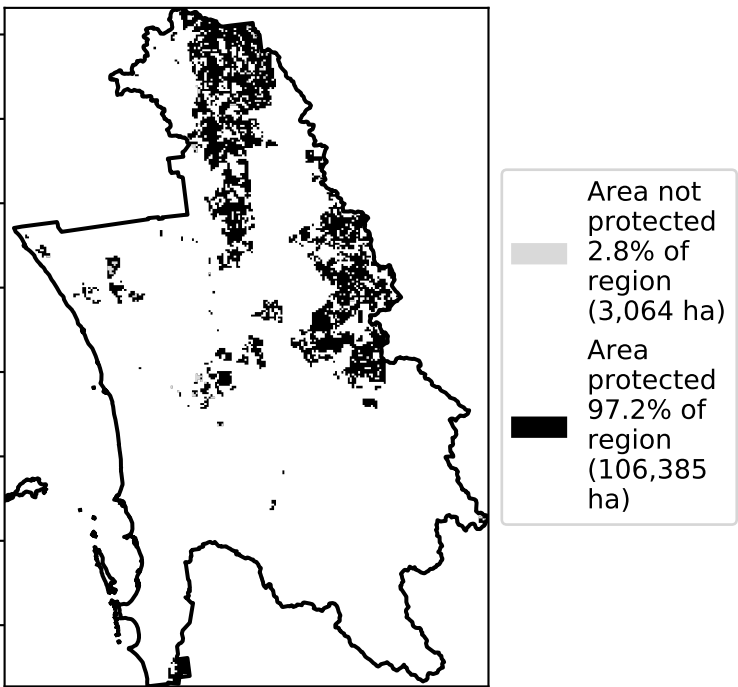 Area not
protected
2.8% of
region
(3,064 ha)
Area
protected
97.2% of
region
(106,385
ha)